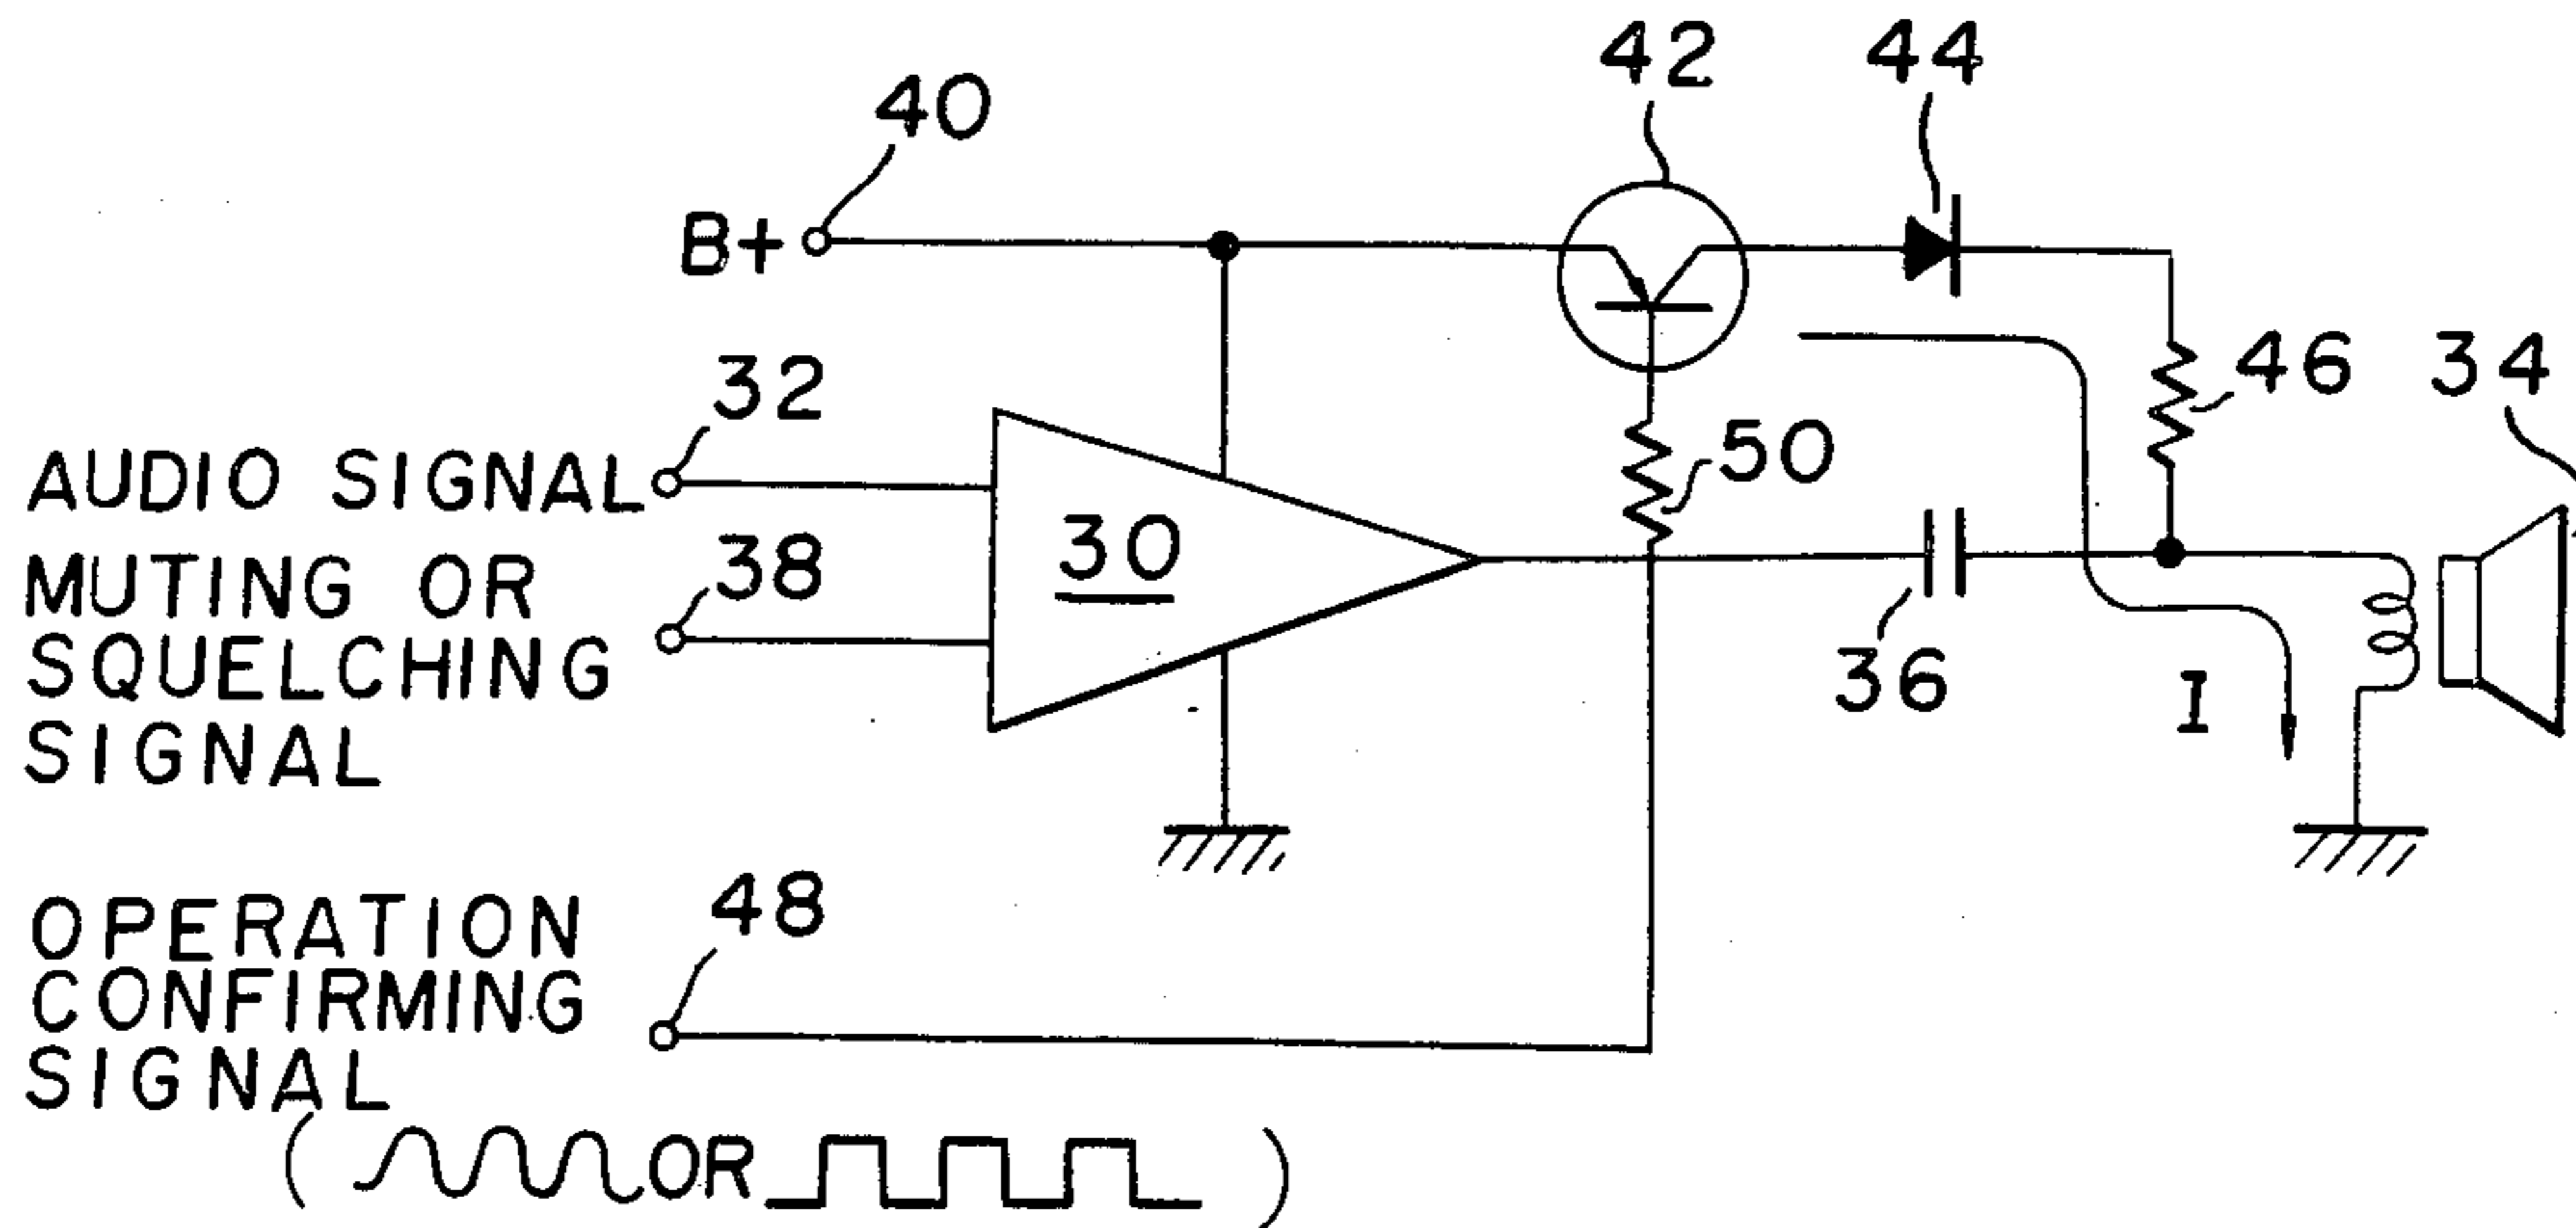 42
44
40
B+
32
46
34
AUDIO SIGNAL
50
30
38
MUTING OR
SQUELCHING
SIGNAL
36
I
48
OPERATION
CONFIRMING
SIGNAL
( OR )